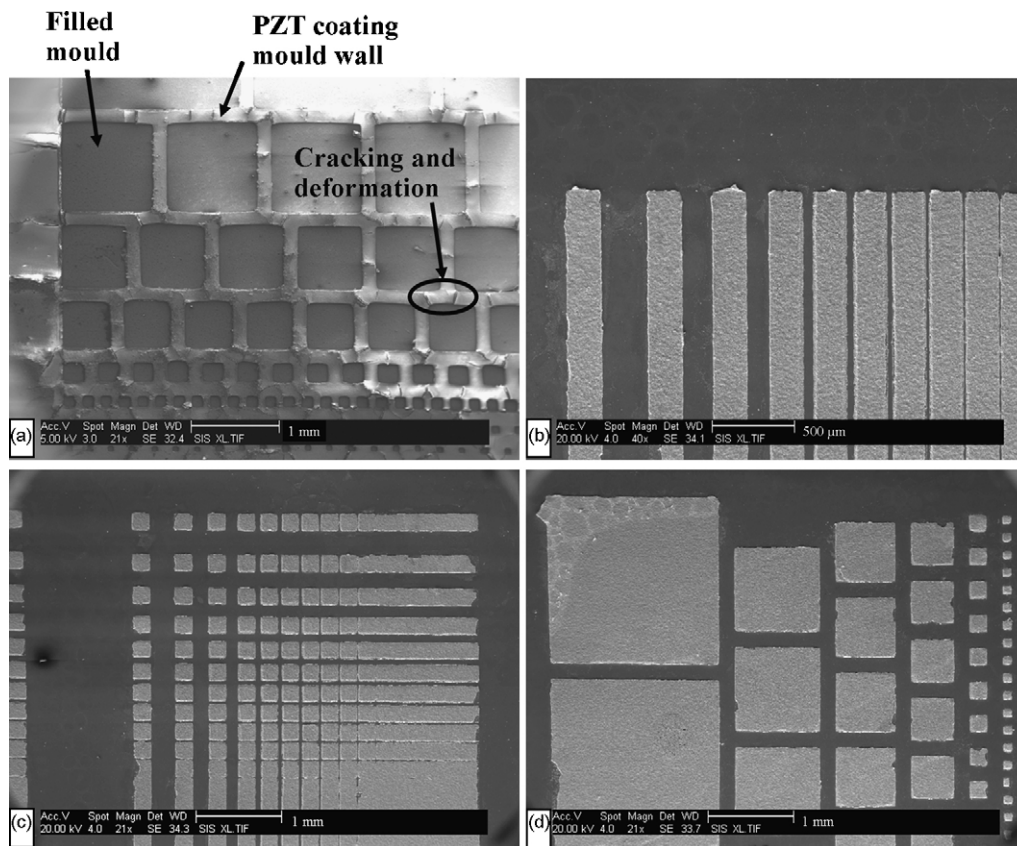 Filled
mould
PZT coating
mould wall
Cracking and
deformation
(a)
Acc.V Spot Magn Det WD
5.00 kV 3.0 21x SE 32.4 SIS XL.TIF
1 mm
(b)
Acc.V Spot Magn Det WD
20.00 kV 4.0 40x SE 34.1 SIS XL.TIF
500 µm
(c)
Acc.V Spot Magn Det WD
20.00 kV 4.0 21x SE 34.3 SIS XL.TIF
1 mm
(d)
Acc.V Spot Magn Det WD
20.00 kV 4.0 21x SE 33.7 SIS XL.TIF
1 mm